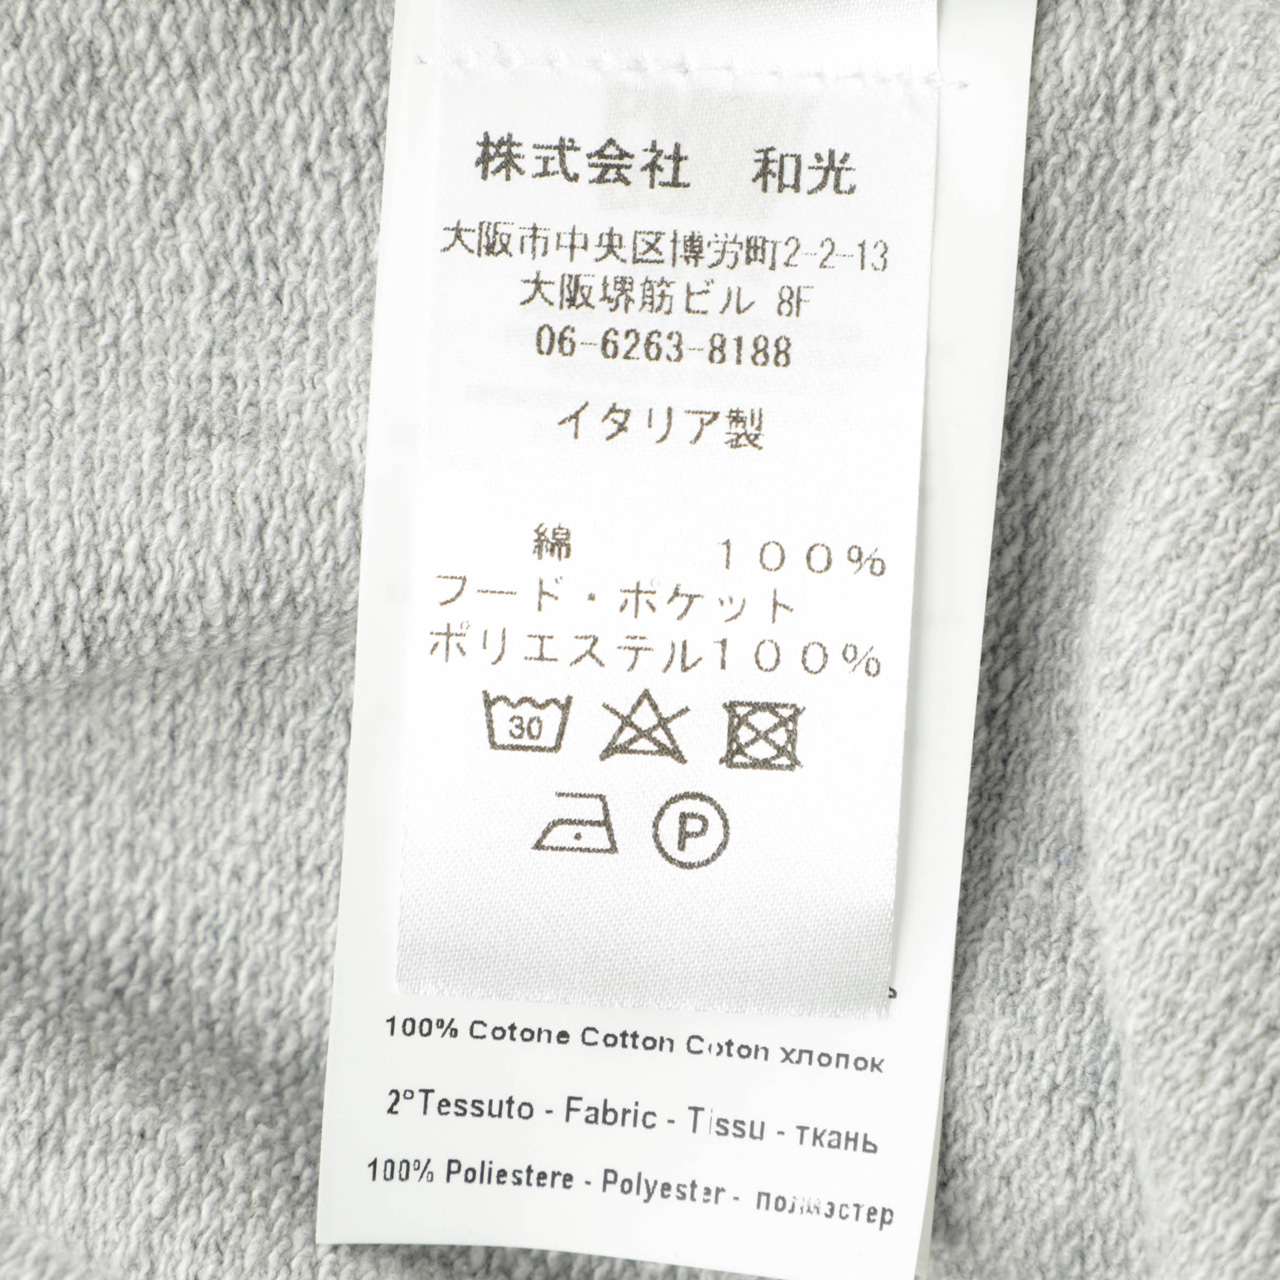 株式会社　和光
大阪市中央区博労町2-2-13
大阪堺筋ビル 8F
06-6263-8188
イタリア製
綿　　　１００％
フード・ポケット
ポリエステル１００％
30
P
100% Cotone Cotton Coton хлопок
2°Tessuto - Fabric - Tissu - ткань
100% Poliestere - Polyester - полиэстер